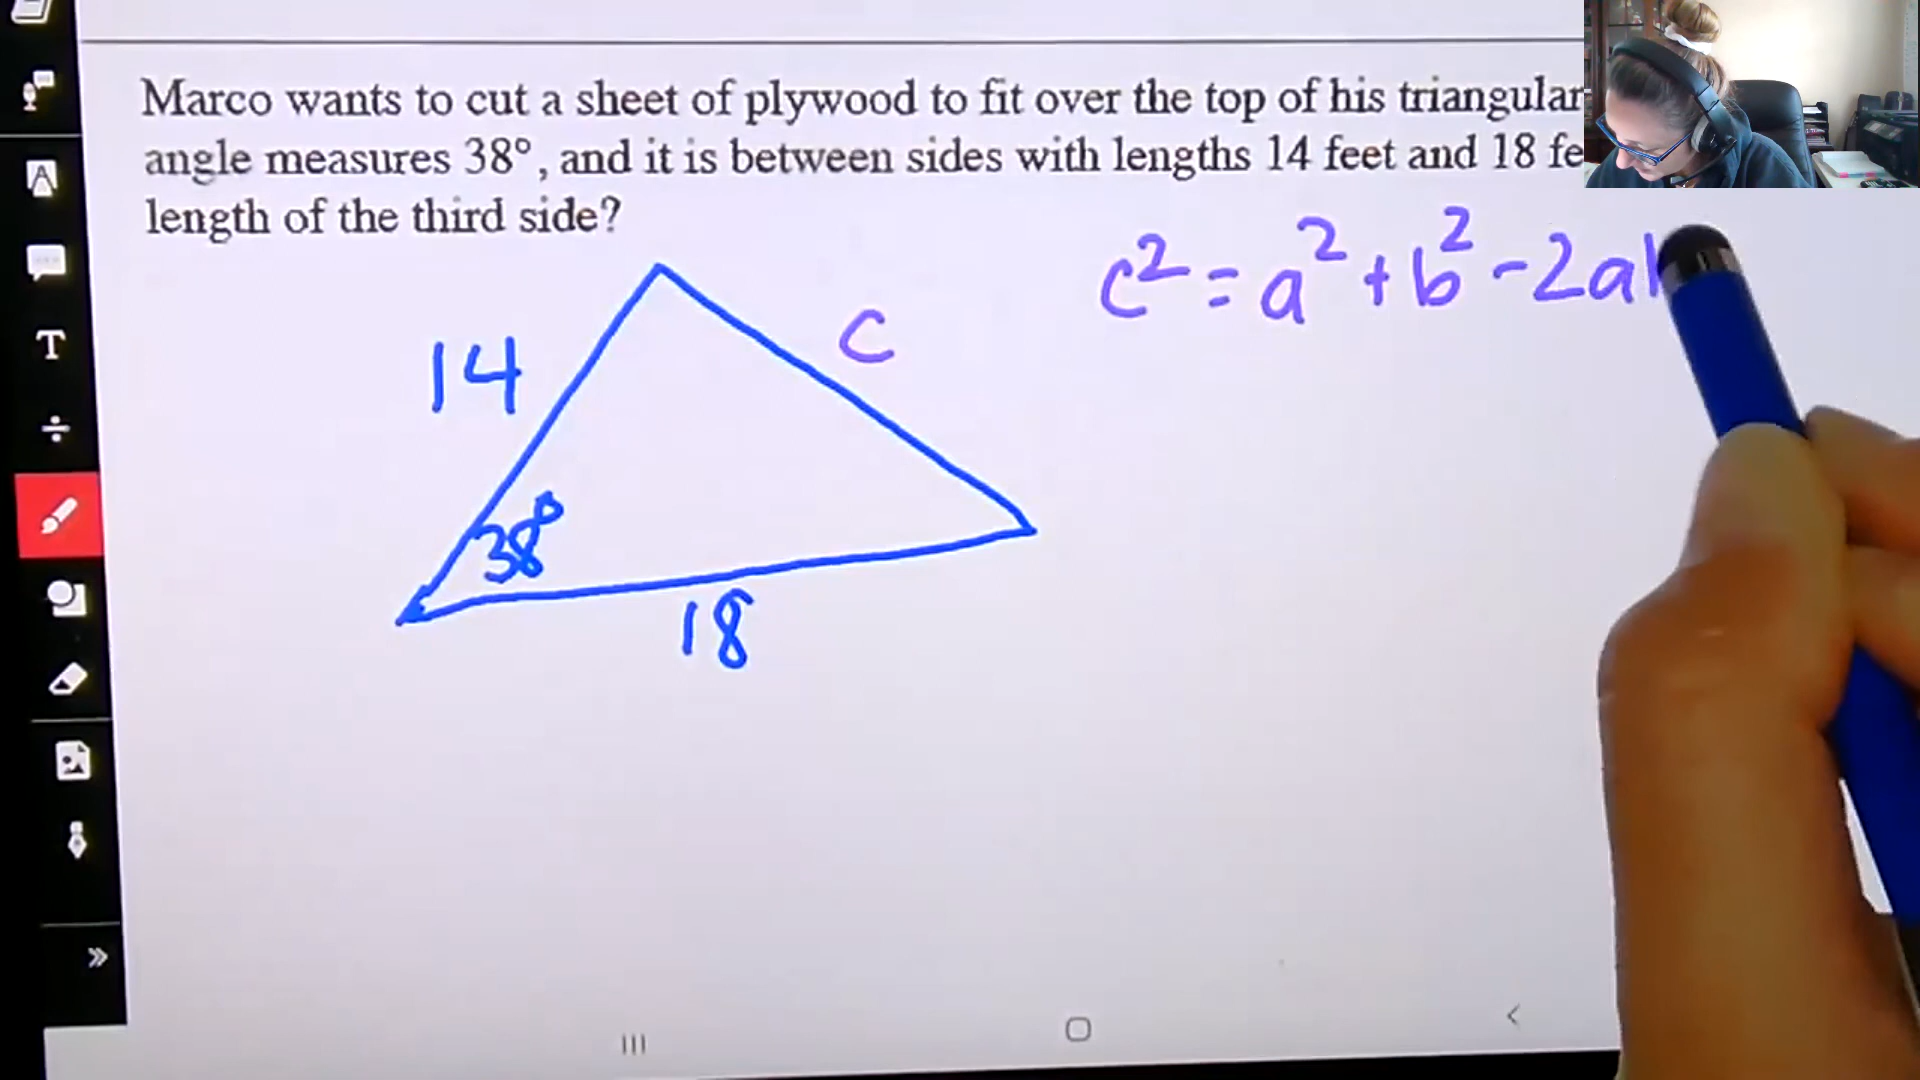 Marco wants to cut a sheet of plywood to fit over the top of his triangular
angle measures 38°, and it is between sides with lengths 14 feet and 18 fe
length of the third side?
c² = a² + b² - 2a
14
c
38°
18